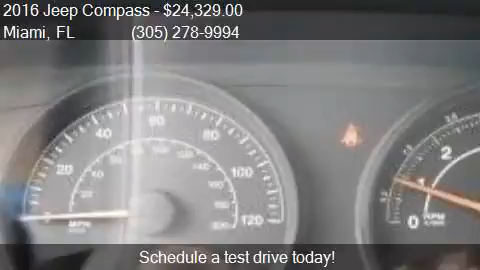 2016 Jeep Compass - $24,329.00
Miami, FL (305) 278-9994
20 40 60 80 100 120
MPH
0 2
RPM
Schedule a test drive today!